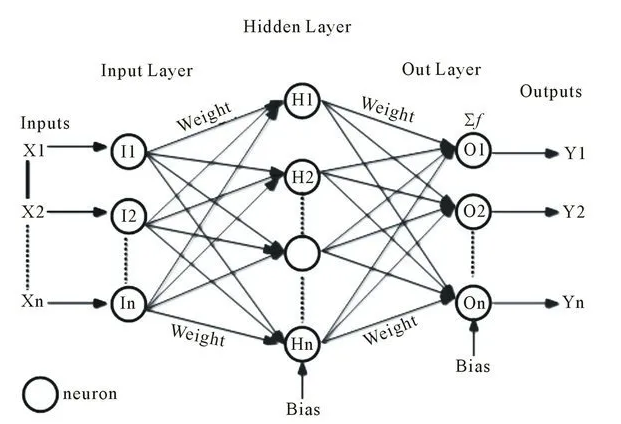 Hidden Layer
Input Layer
Out Layer
Outputs
Inputs
Weight
Weight
Σf
H1
X1
I1
O1
Y1
H2
X2
I2
O2
Y2
Xn
In
On
Yn
Weight
Weight
Hn
Bias
neuron
Bias